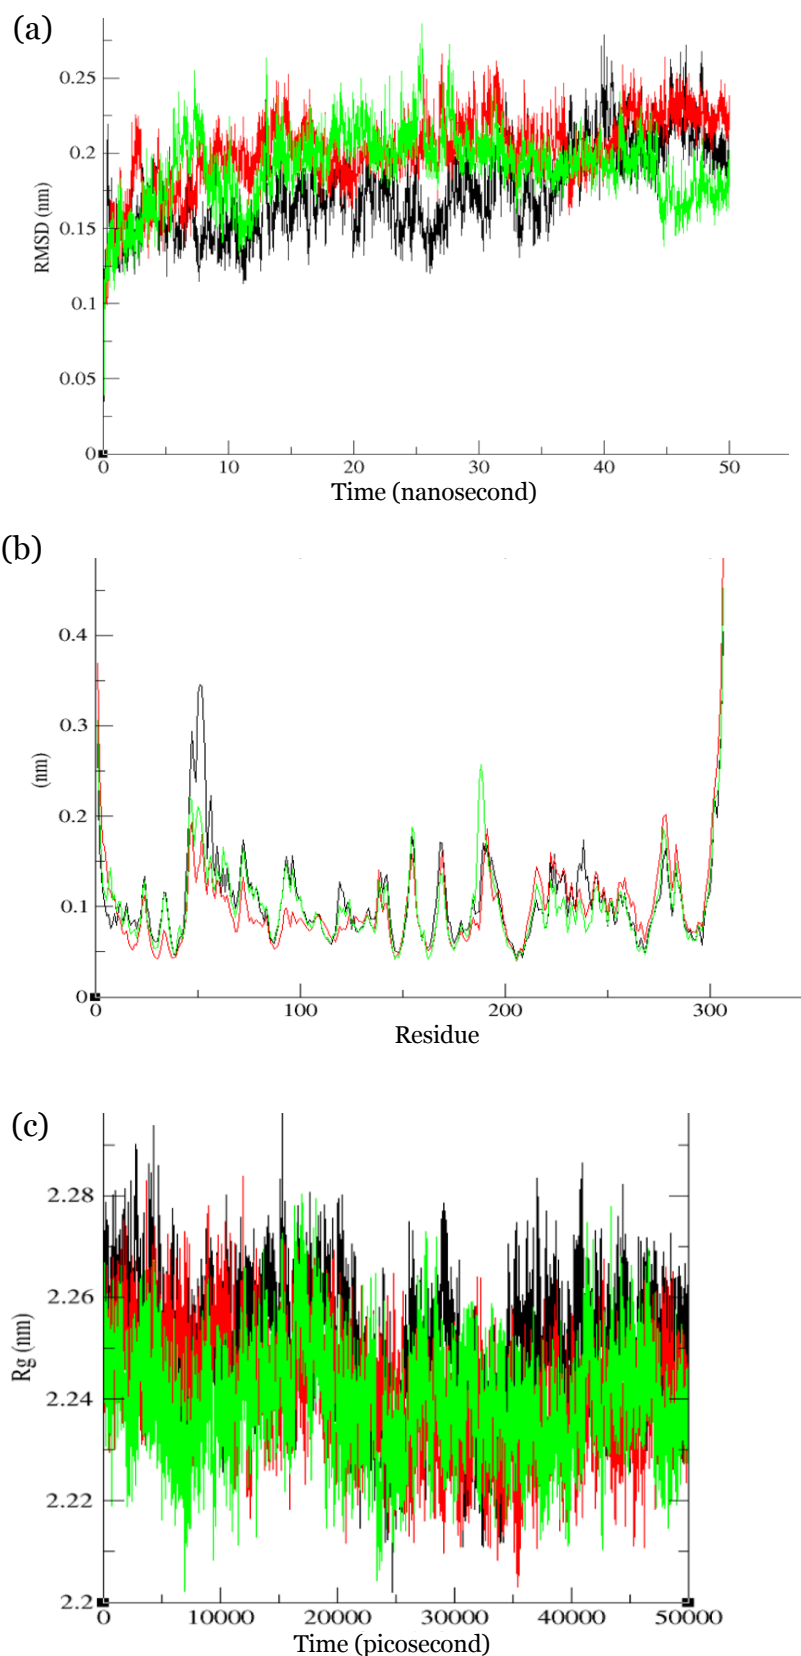 (a)
0.25
0.2
0.15
0.1
0.05
0
RMSD (nm)
0 10 20 30 40 50
Time (nanosecond)
(b)
0.4
0.3
0.2
0.1
0
(nm)
0 100 200 300
Residue
(c)
2.28
2.26
2.24
2.22
2.2
Rg (nm)
0 10000 20000 30000 40000 50000
Time (picosecond)